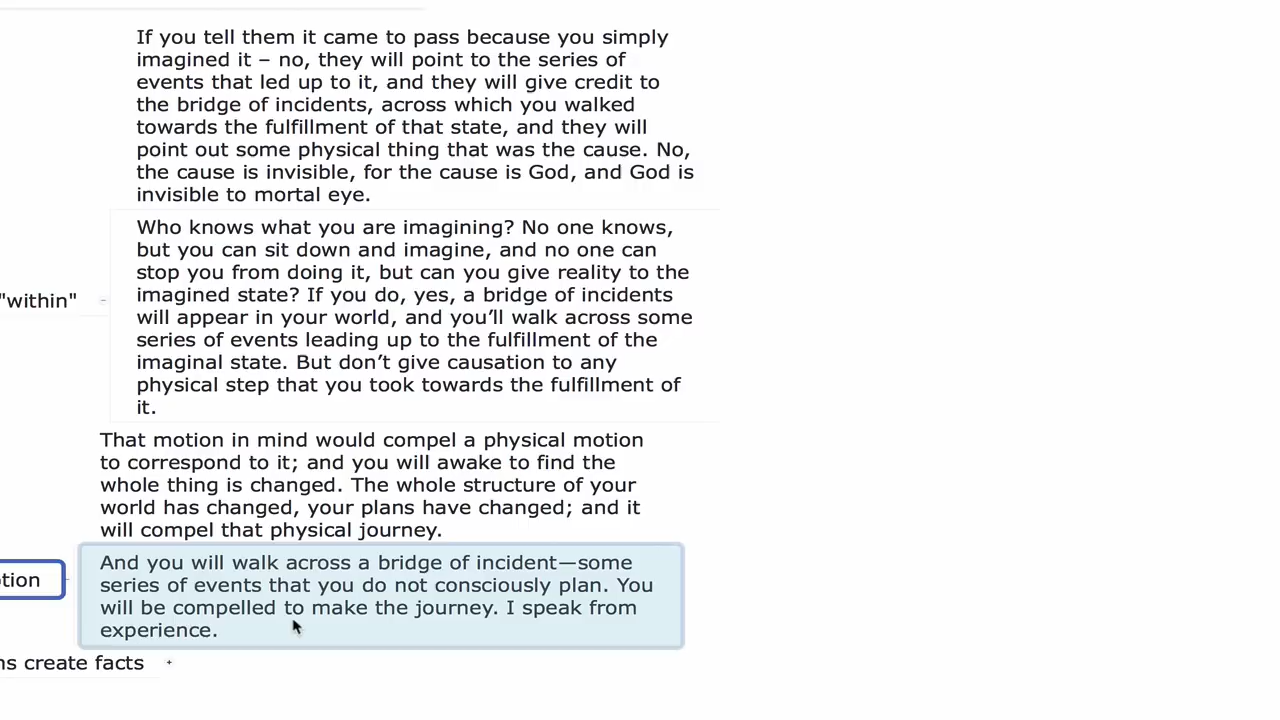 If you tell them it came to pass because you simply
imagined it – no, they will point to the series of
events that led up to it, and they will give credit to
the bridge of incidents, across which you walked
towards the fulfillment of that state, and they will
point out some physical thing that was the cause. No,
the cause is invisible, for the cause is God, and God is
invisible to mortal eye.
"within"
Who knows what you are imagining? No one knows,
but you can sit down and imagine, and no one can
stop you from doing it, but can you give reality to the
imagined state? If you do, yes, a bridge of incidents
will appear in your world, and you’ll walk across some
series of events leading up to the fulfillment of the
imaginal state. But don’t give causation to any
physical step that you took towards the fulfillment of
it.
That motion in mind would compel a physical motion
to correspond to it; and you will awake to find the
whole thing is changed. The whole structure of your
world has changed, your plans have changed; and it
will compel that physical journey.
And you will walk across a bridge of incident—some
series of events that you do not consciously plan. You
will be compelled to make the journey. I speak from
experience.
create facts